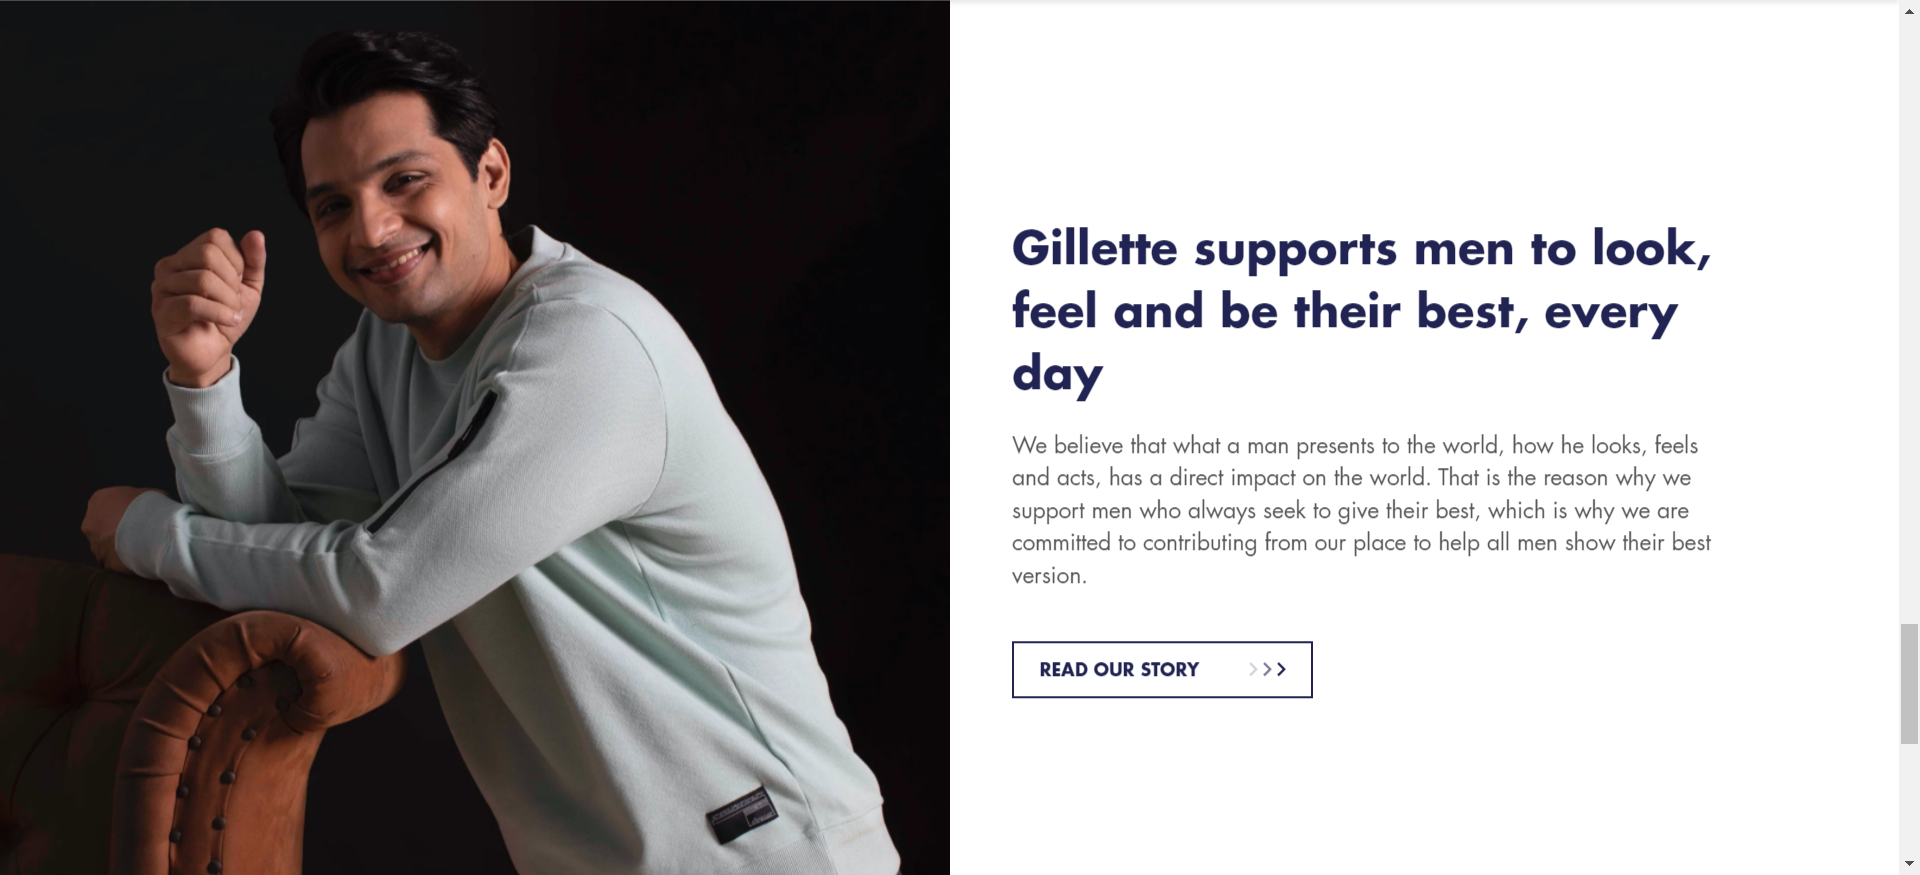 Gillette supports men to look,
feel and be their best, every
day
We believe that what a man presents to the world, how he looks, feels
and acts, has a direct impact on the world. That is the reason why we
support men who always seek to give their best, which is why we are
committed to contributing from our place to help all men show their best
version.
READ OUR STORY